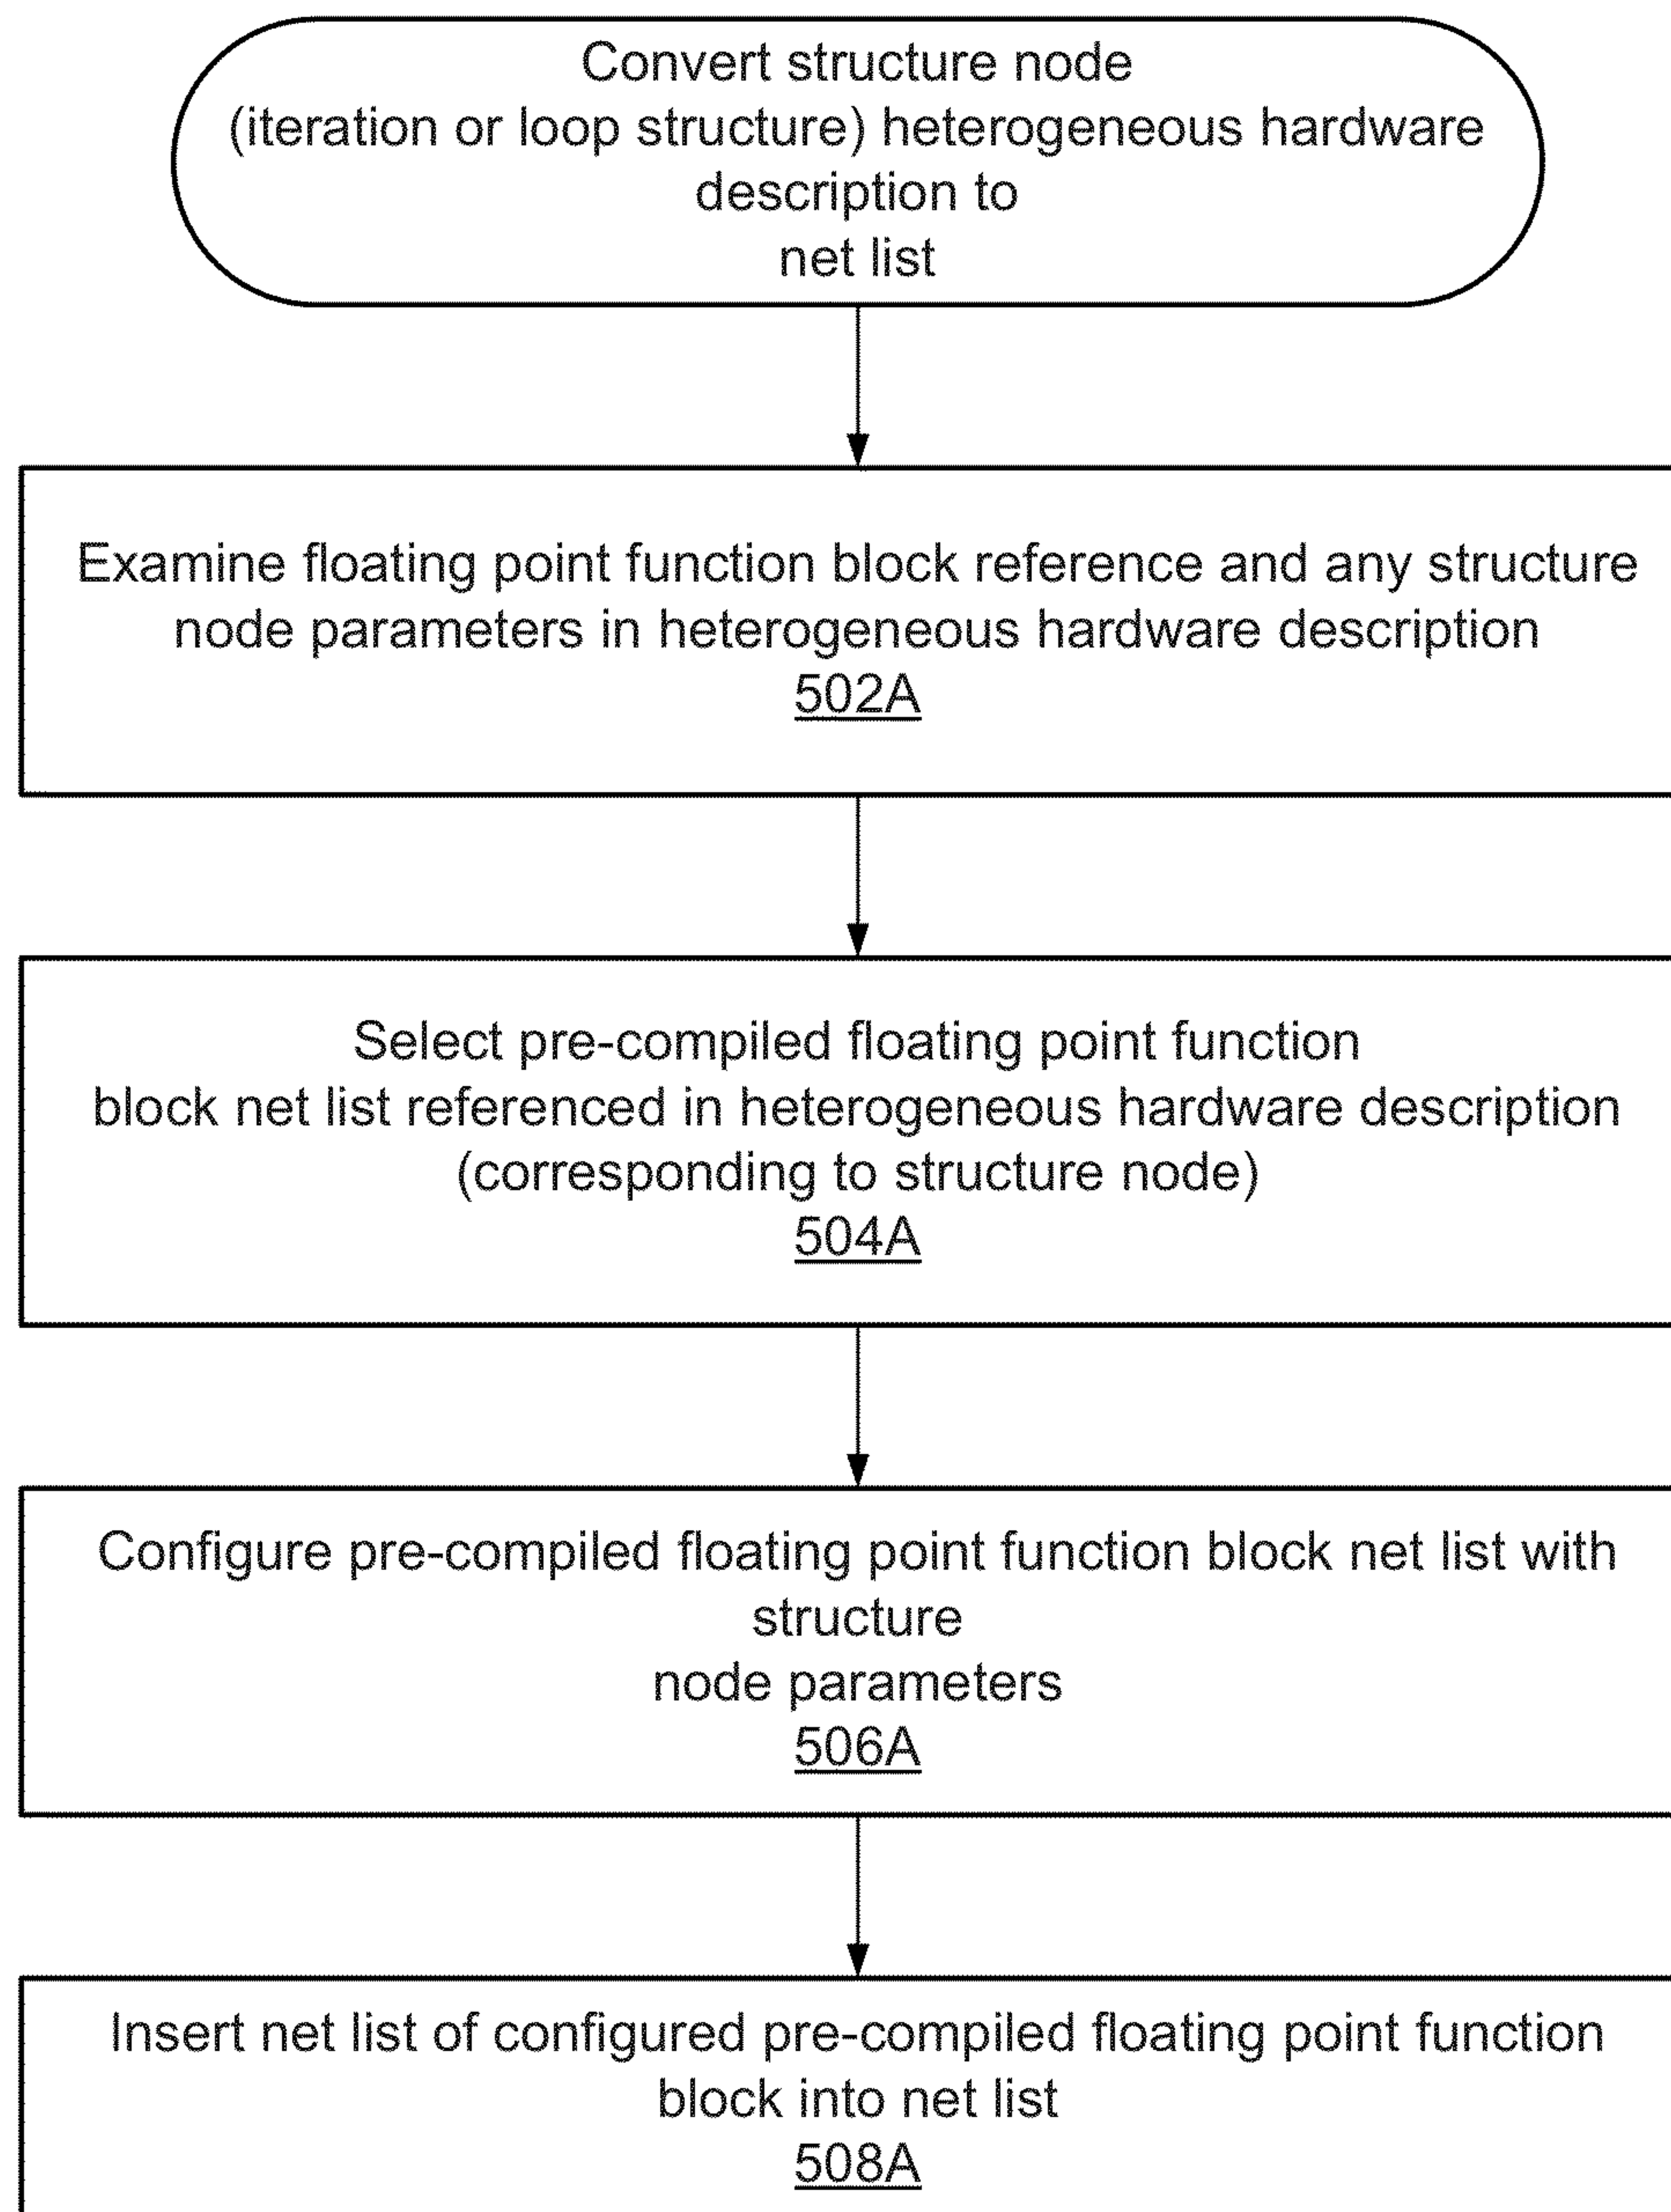 Convert structure node
(iteration or loop structure) heterogeneous hardware
description to
net list
Examine floating point function block reference and any structure
node parameters in heterogeneous hardware description
502A
Select pre-compiled floating point function
block net list referenced in heterogeneous hardware description
(corresponding to structure node)
504A
Configure pre-compiled floating point function block net list with
structure
node parameters
506A
Insert net list of configured pre-compiled floating point function
block into net list
508A